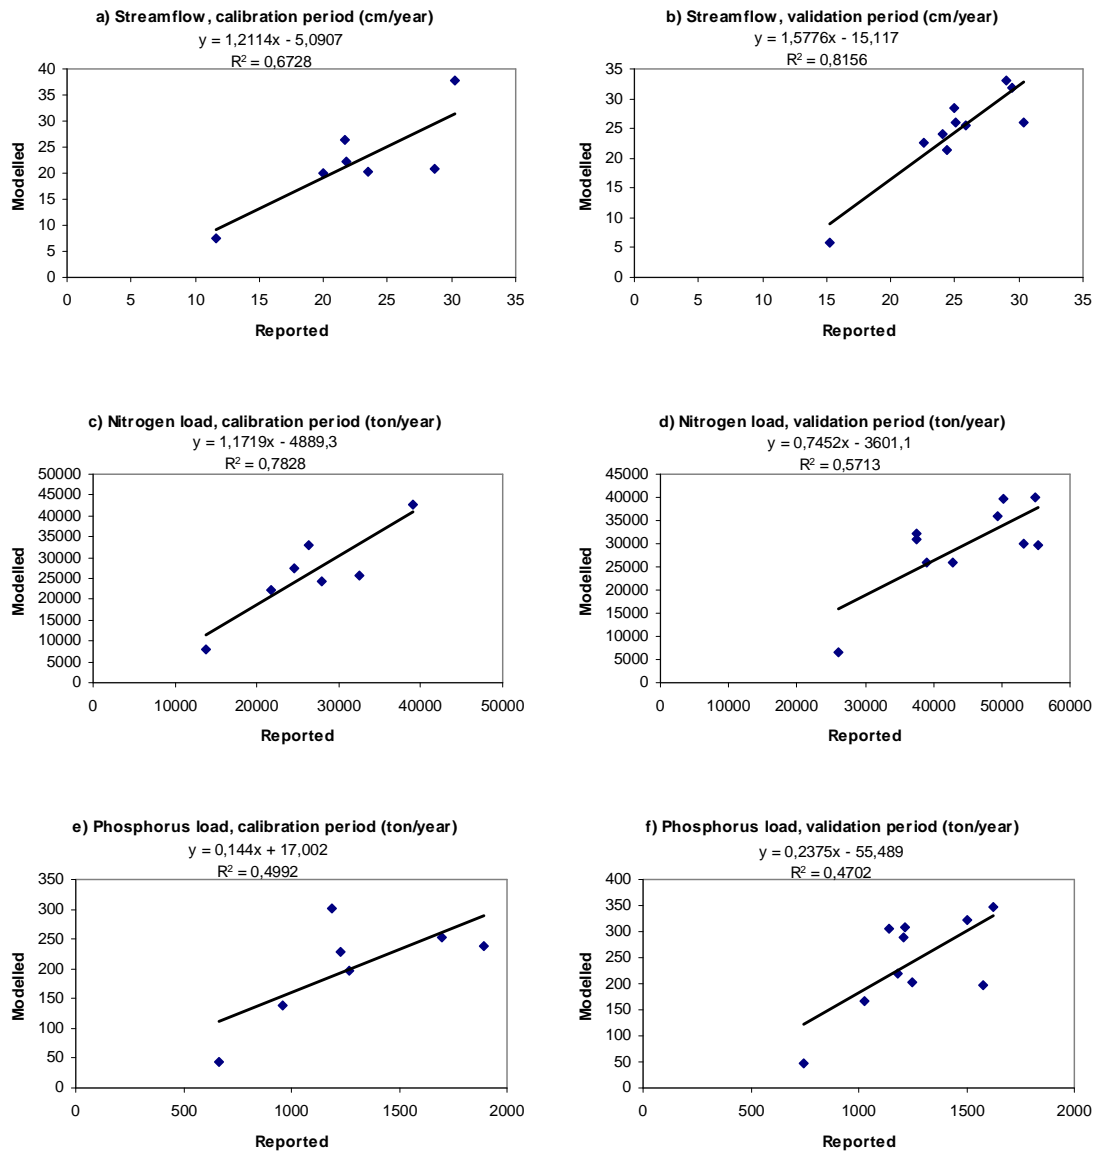 a) Streamflow, calibration period (cm/year)
y = 1,2114x - 5,0907
R² = 0,6728
40
35
30
25
20
15
10
5
0
Modelled
0 5 10 15 20 25 30 35
Reported
b) Streamflow, validation period (cm/year)
y = 1,5776x - 15,117
R² = 0,8156
35
30
25
20
15
10
5
0
Modelled
0 5 10 15 20 25 30 35
Reported
c) Nitrogen load, calibration period (ton/year)
y = 1,1719x - 4889,3
R² = 0,7828
50000
45000
40000
35000
30000
25000
20000
15000
10000
5000
0
Modelled
0 10000 20000 30000 40000 50000
Reported
d) Nitrogen load, validation period (ton/year)
y = 0,7452x - 3601,1
R² = 0,5713
45000
40000
35000
30000
25000
20000
15000
10000
5000
0
Modelled
0 10000 20000 30000 40000 50000 60000
Reported
e) Phosphorus load, calibration period (ton/year)
y = 0,144x + 17,002
R² = 0,4992
350
300
250
200
150
100
50
0
Modelled
0 500 1000 1500 2000
Reported
f) Phosphorus load, validation period (ton/year)
y = 0,2375x - 55,489
R² = 0,4702
400
350
300
250
200
150
100
50
0
Modelled
0 500 1000 1500 2000
Reported